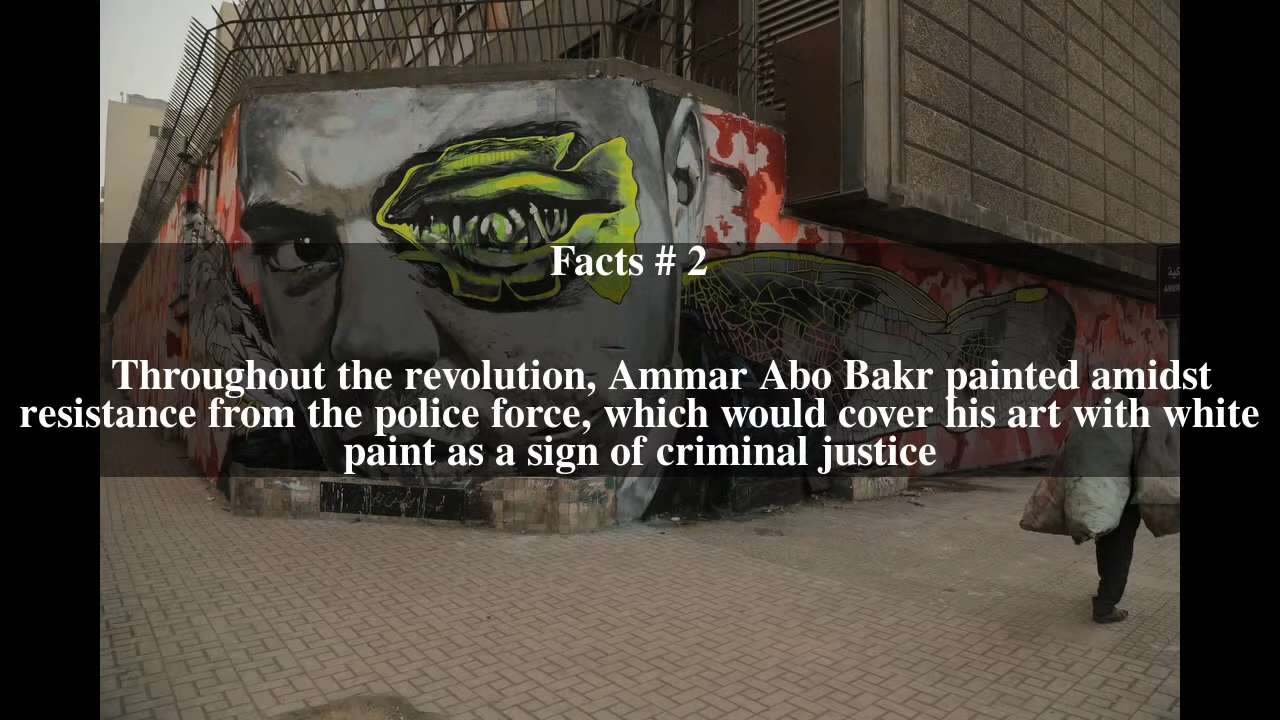 Facts # 2
Throughout the revolution, Ammar Abo Bakr painted amidst
resistance from the police force, which would cover his art with white
paint as a sign of criminal justice